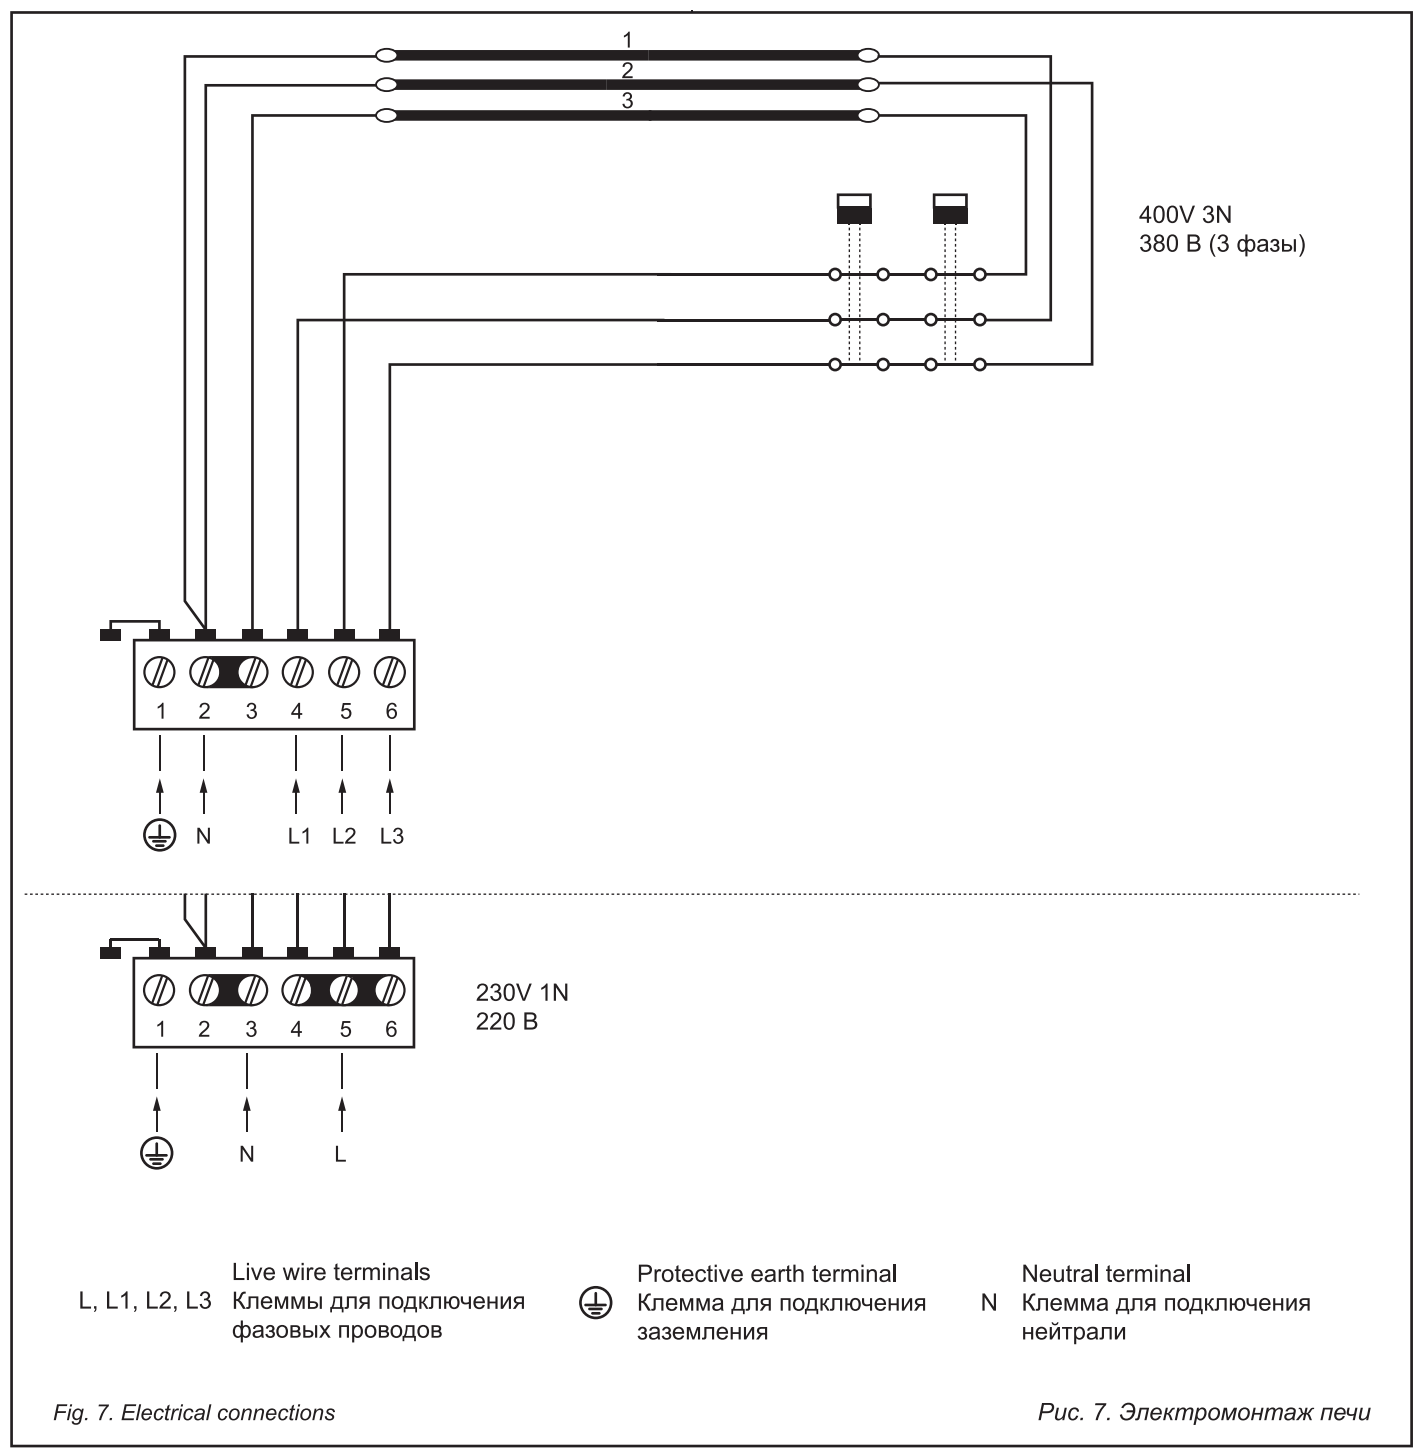 1
2
3
400V 3N
380 В (3 фазы)
1 2 3 4 5 6
N L1 L2 L3
230V 1N
220 В
1 2 3 4 5 6
N L
L, L1, L2, L3
Live wire terminals
Клеммы для подключения
фазовых проводов
Protective earth terminal
Клемма для подключения
заземления
N
Neutral terminal
Клемма для подключения
нейтрали
Fig. 7. Electrical connections
Рис. 7. Электромонтаж печи